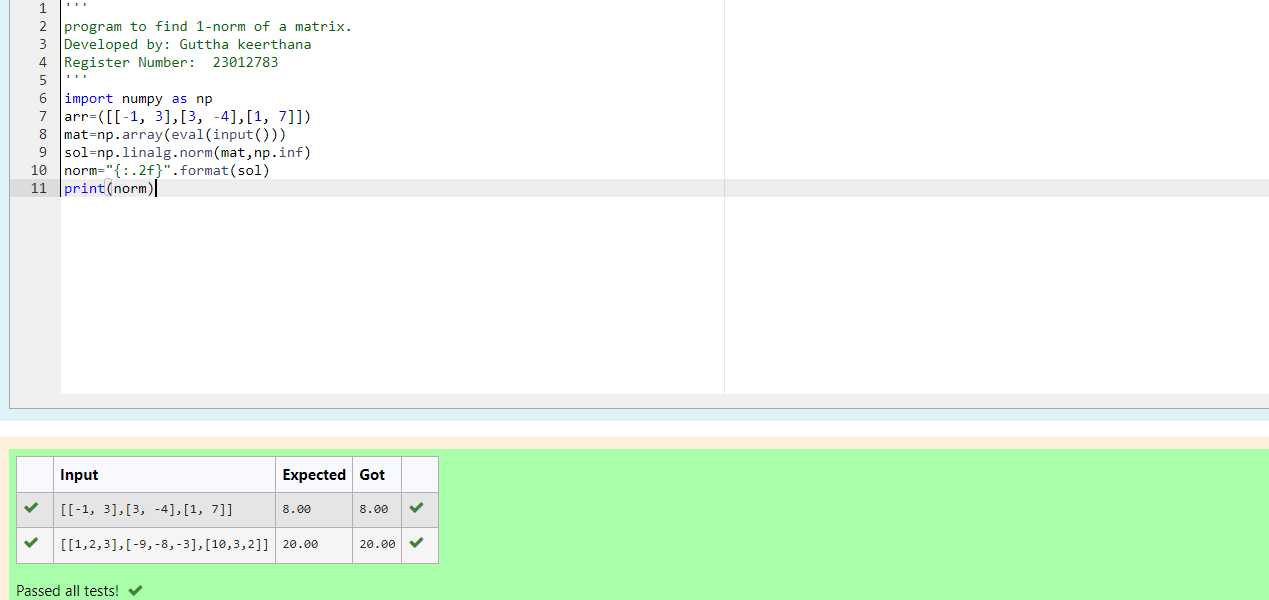 1 '''
2 program to find 1-norm of a matrix.
3 Developed by: Guttha keerthana
4 Register Number:  23012783
5 '''
6 import numpy as np
7 arr=([[-1, 3],[3, -4],[1, 7]])
8 mat=np.array(eval(input()))
9 sol=np.linalg.norm(mat,np.inf)
10 norm="{:.2f}".format(sol)
11 print(norm)
Input Expected Got
[[-1, 3],[3, -4],[1, 7]] 8.00 8.00
[[1,2,3],[-9,-8,-3],[10,3,2]] 20.00 20.00
Passed all tests!